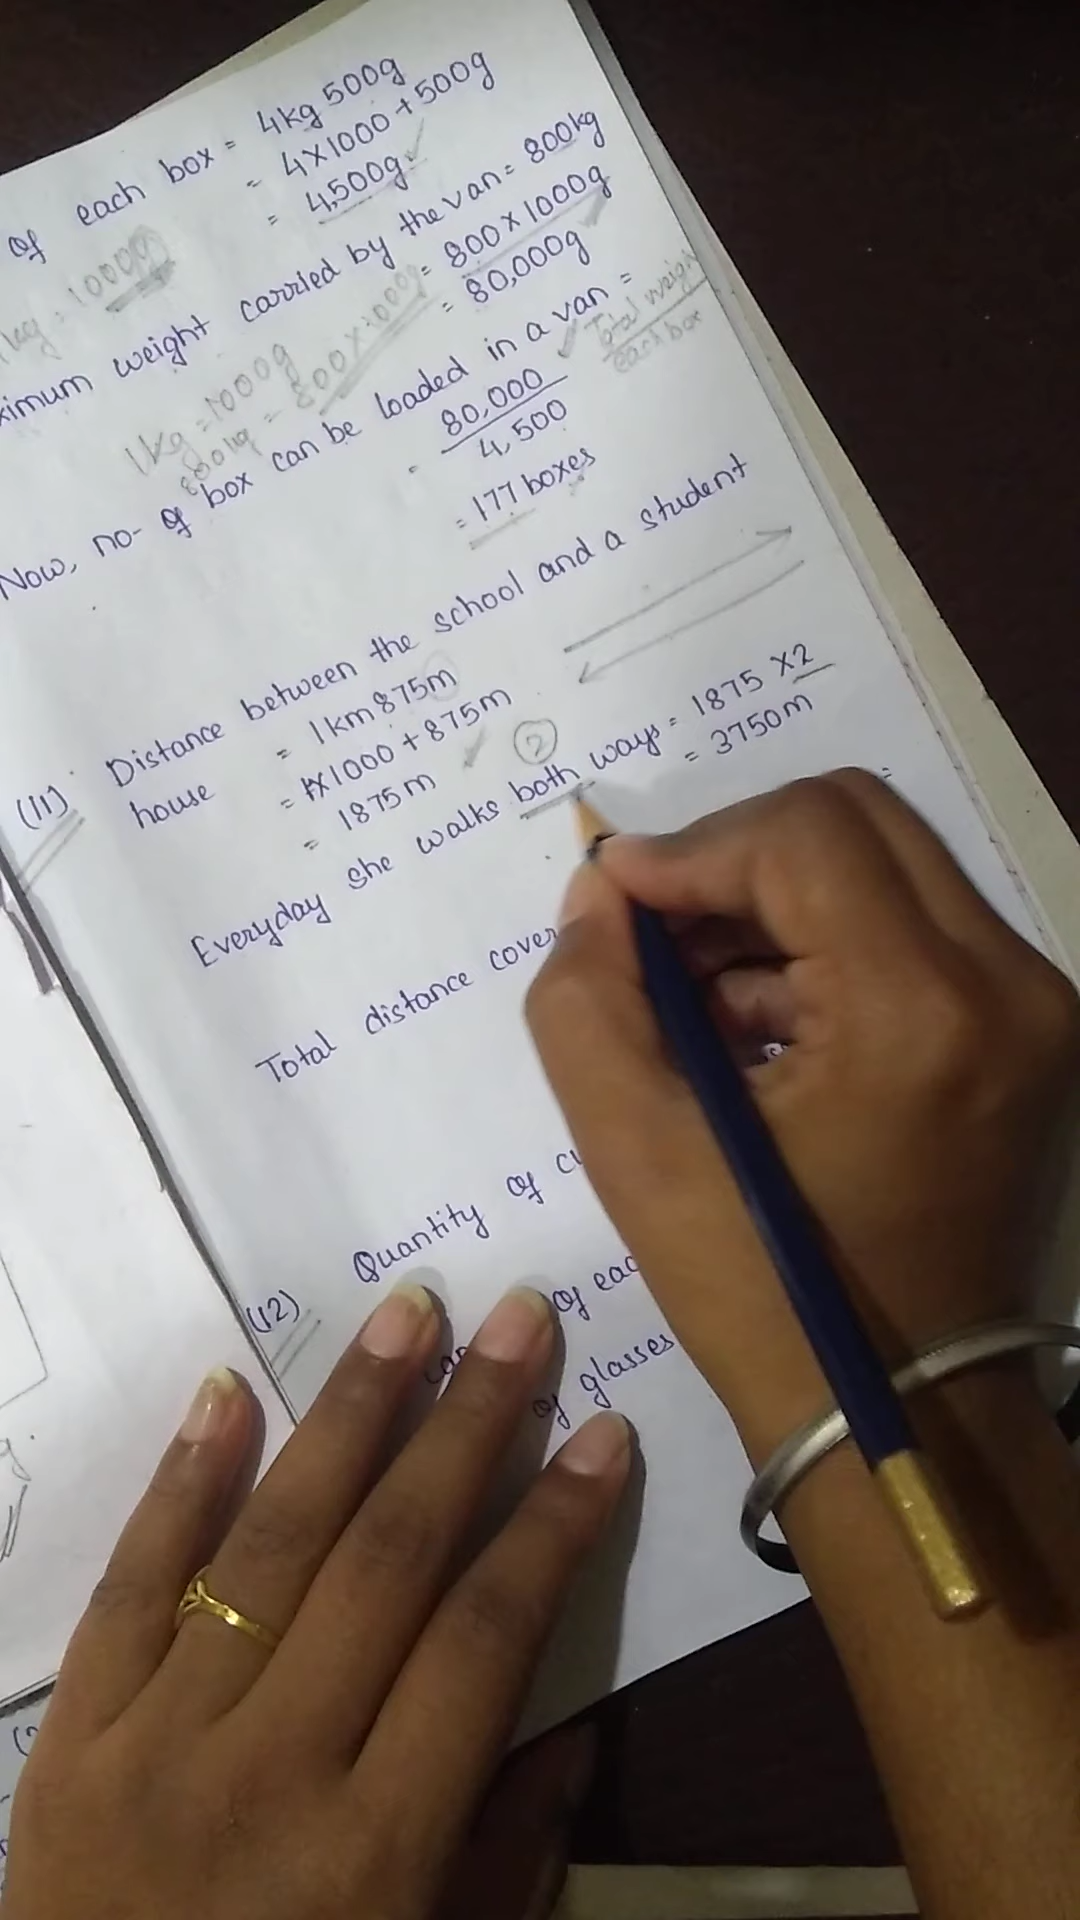 of each box = 4kg 500g
= 4×1000+500g
= 4,500g
1kg = 1000g
ximum weight carried by the van = 800kg
= 800×1000g
= 80,000g
1kg = 1000g
800kg = 800×1000g
Now, no- of box can be loaded in a van =
Total weight
each box
= 80,000
4,500
= 177 boxes
(11) Distance between the school and a student
house = 1km 875m
= 1×1000+875m
= 1875m
2
Everyday she walks both ways = 1875 ×2
= 3750m
Total distance cover
=
(12) Quantity of cu
of eac
of glasses